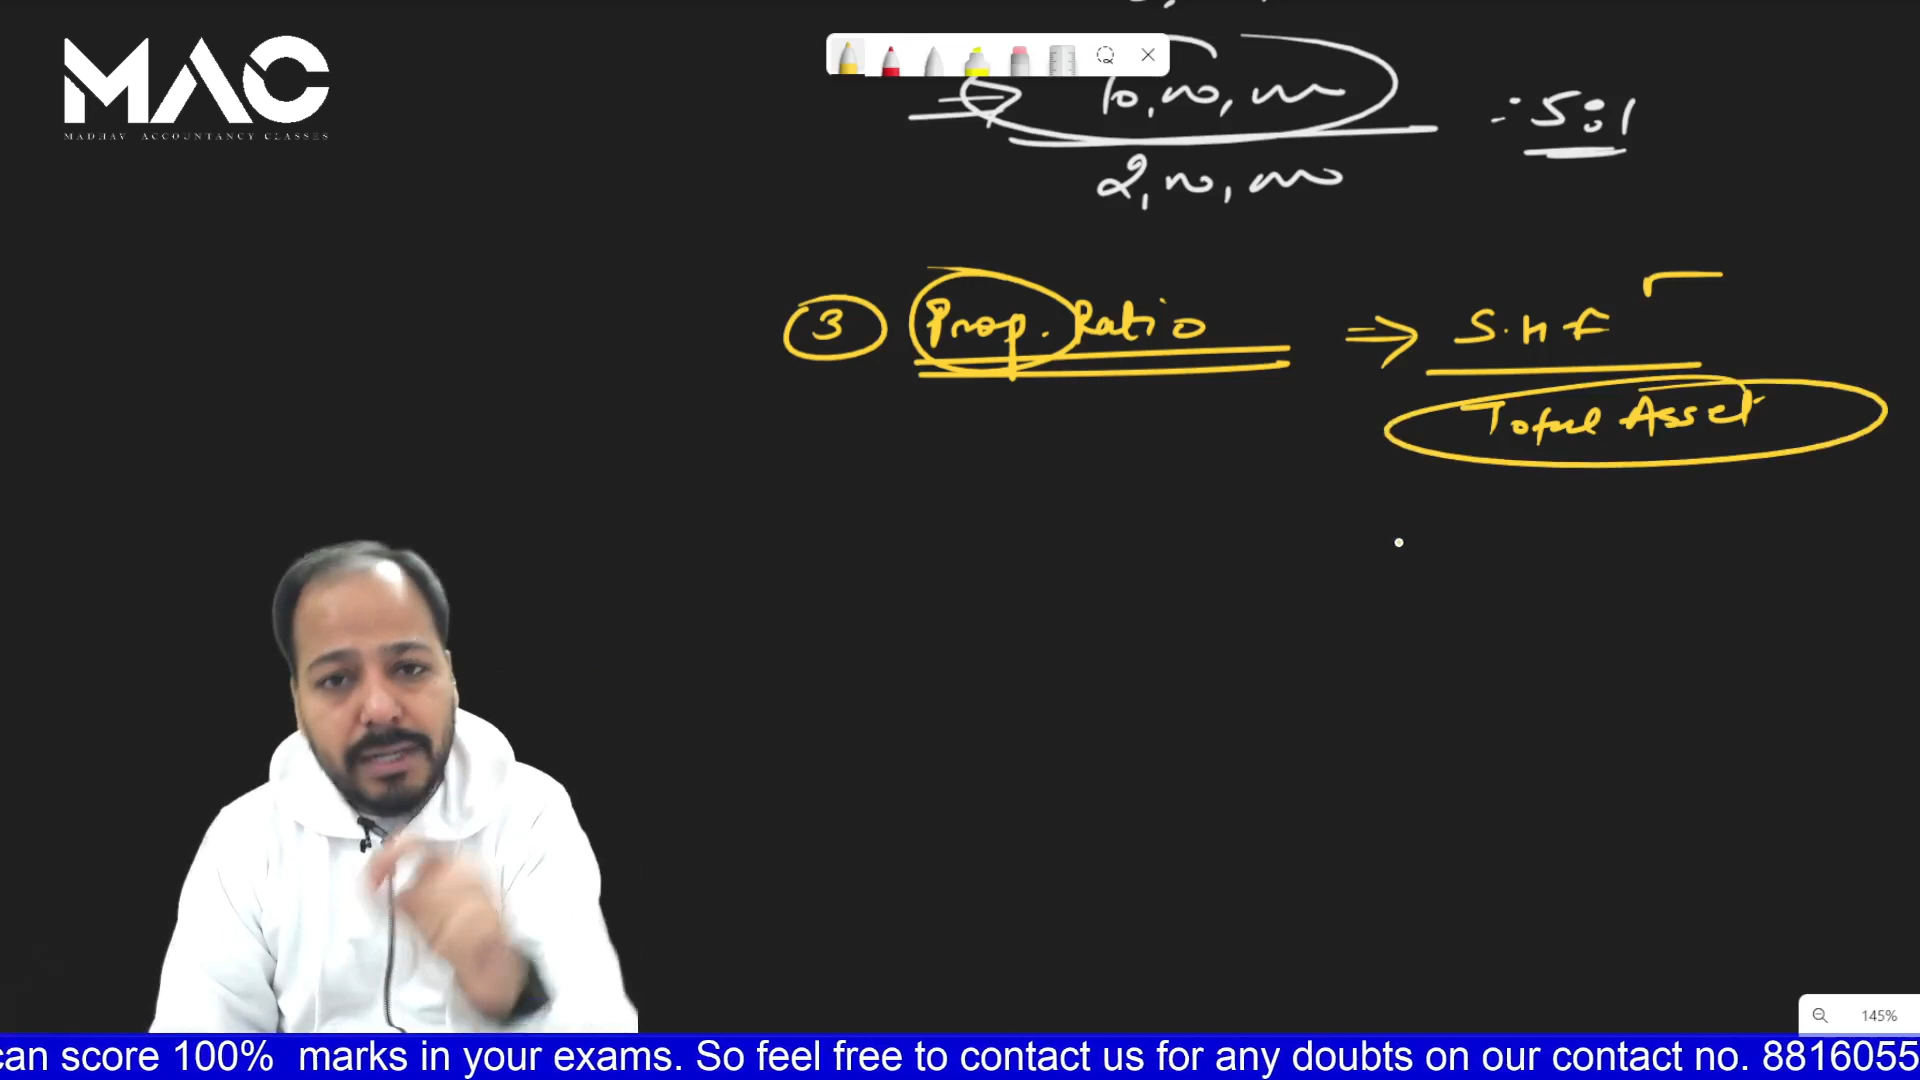 MAC
MADHAV ACCOUNTANCY CLASSES
⇒ 10,00,000
2,00,000
= 5:1
3 Prop. Ratio ⇒ S.H.F
Total Asset
145%
can score 100% marks in your exams. So feel free to contact us for any doubts on our contact no. 8816055